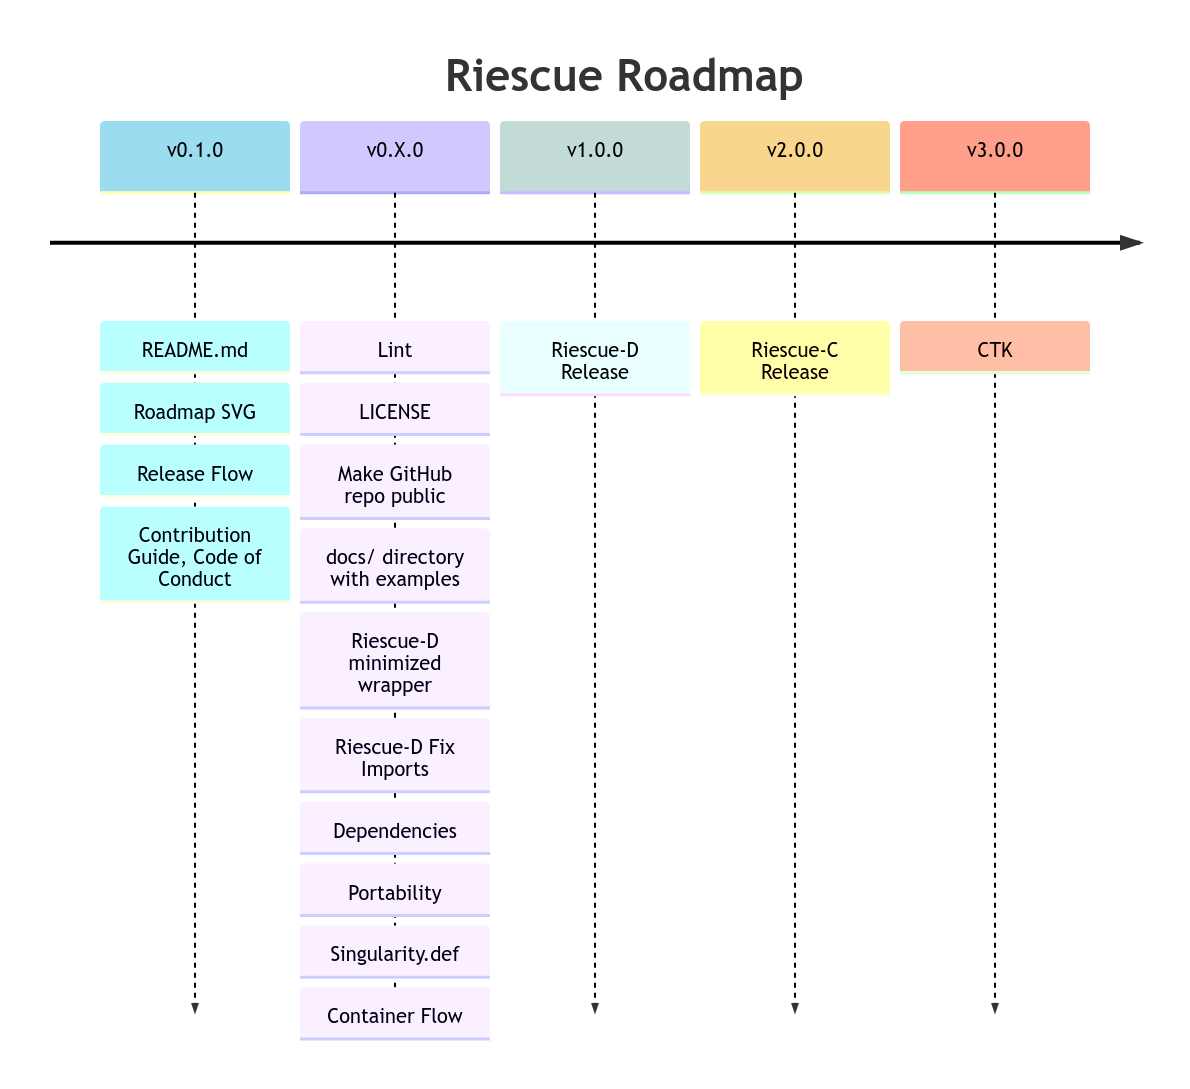 Riescue Roadmap
v0.1.0
v0.X.0
v1.0.0
v2.0.0
v3.0.0
README.md
Roadmap SVG
Release Flow
Contribution
Guide, Code of
Conduct
Lint
LICENSE
Make GitHub
repo public
docs/ directory
with examples
Riescue-D
minimized
wrapper
Riescue-D Fix
Imports
Dependencies
Portability
Singularity.def
Container Flow
Riescue-D
Release
Riescue-C
Release
CTK